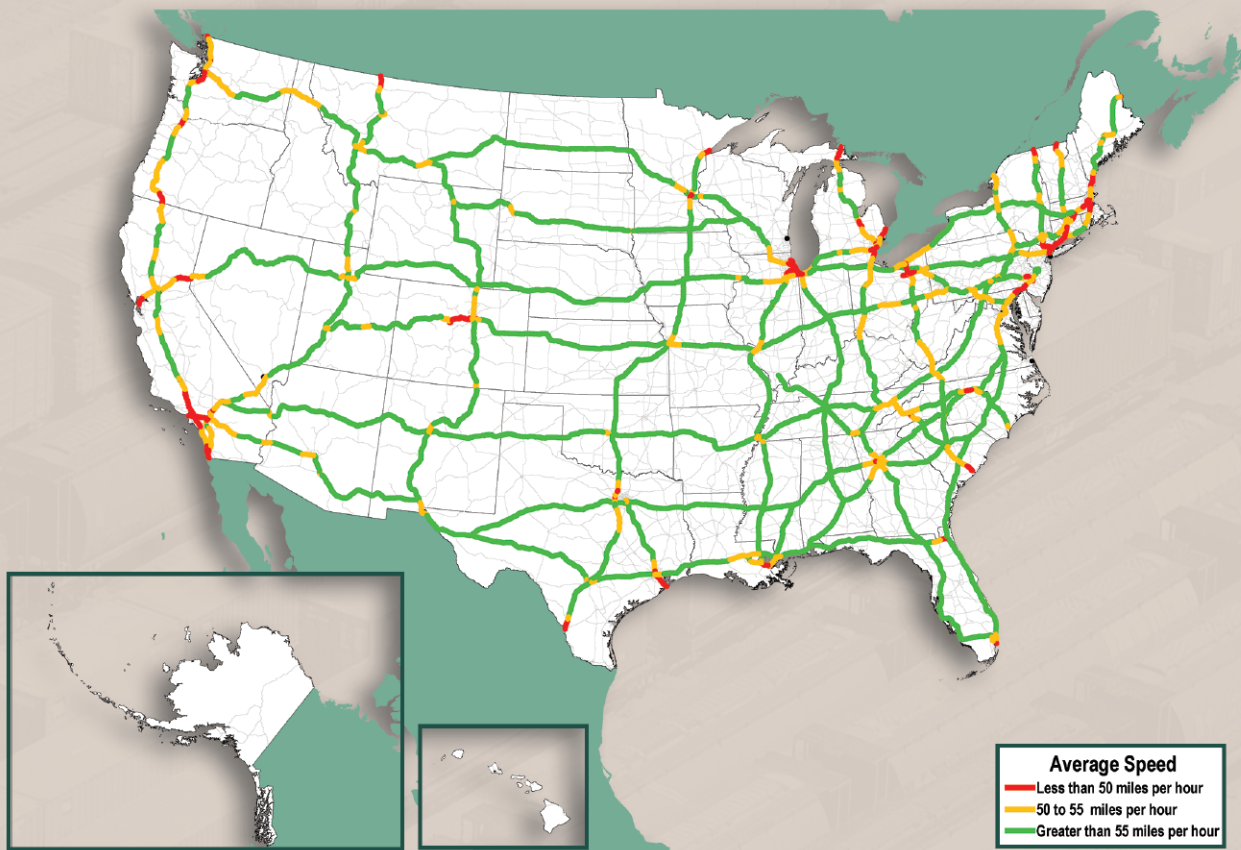 Average Speed
Less than 50 miles per hour
50 to 55 miles per hour
Greater than 55 miles per hour